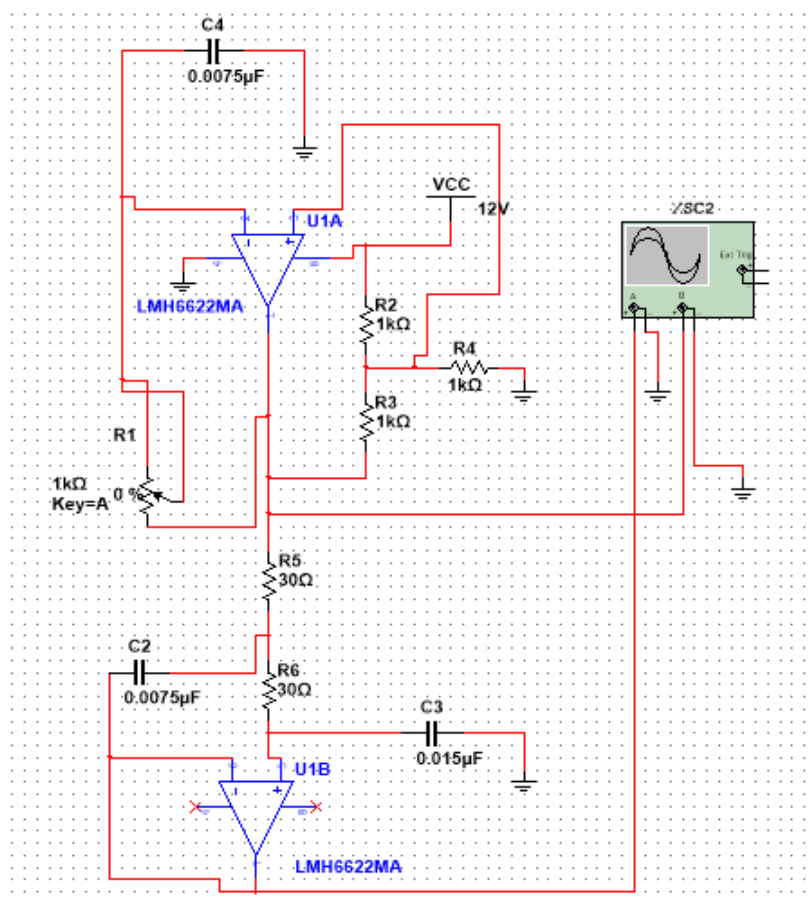 C4
0.0075µF
VCC
12V
XSC2
U1A
Ext Trig
A
B
LMH6622MA
R2
1kΩ
R4
1kΩ
R3
1kΩ
R1
1kΩ
0 %
Key=A
R5
30Ω
C2
0.0075µF
R6
30Ω
C3
0.015µF
U1B
LMH6622MA